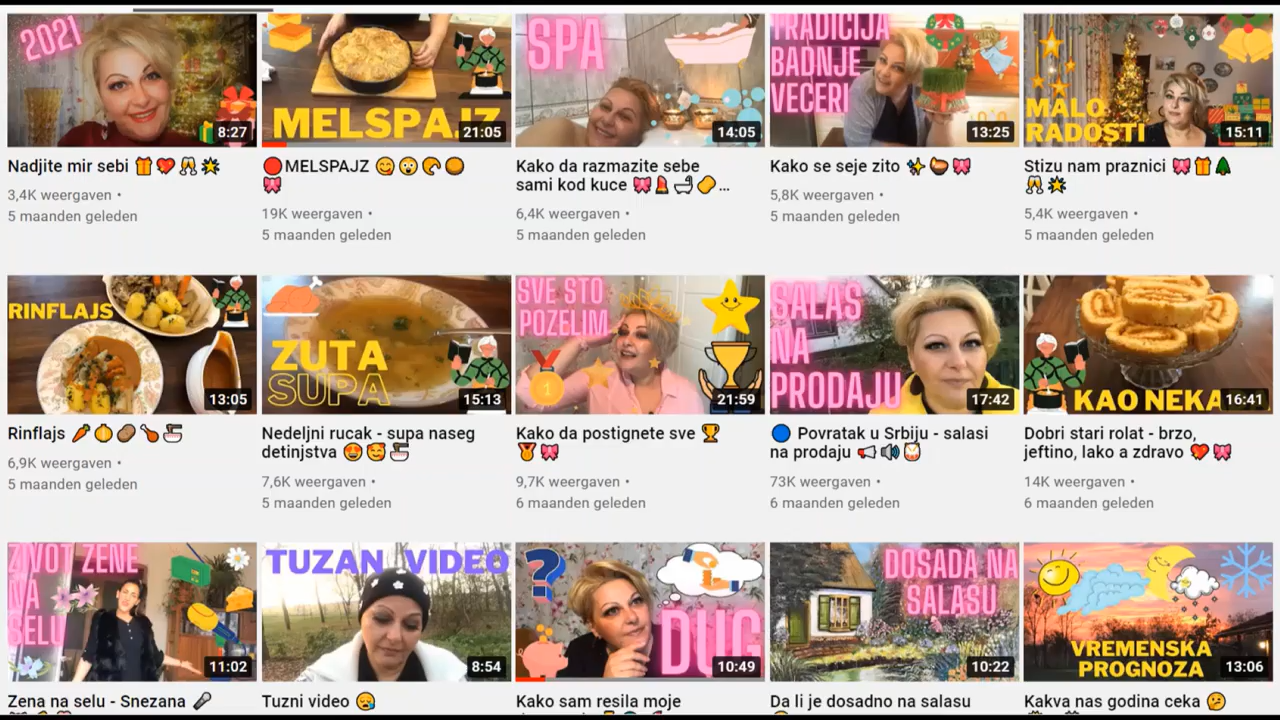 2021
8:27
MELSPAJZ
21:05
SPA
14:05
TRADICIJA
BADNJE
VECERI
13:25
MALO
RADOSTI
15:11
Nadjite mir sebi
MELSPAJZ
Kako da razmazite sebe
sami kod kuce ...
Kako se seje zito
Stizu nam praznici
3,4K weergaven •
5 maanden geleden
19K weergaven •
5 maanden geleden
6,4K weergaven •
5 maanden geleden
5,8K weergaven •
5 maanden geleden
5,4K weergaven •
5 maanden geleden
RINFLAJS
13:05
ZUTA
SUPA
15:13
SVE STO
POZELIM
1
21:59
SALAS
NA
PRODAJU
17:42
KAO NEKA
16:41
Rinflajs
6,9K weergaven •
5 maanden geleden
Nedeljni rucak - supa naseg
detinjstva
7,6K weergaven •
5 maanden geleden
Kako da postignete sve
9,7K weergaven •
6 maanden geleden
Povratak u Srbiju - salasi
na prodaju
73K weergaven •
6 maanden geleden
Dobri stari rolat - brzo,
jeftino, lako a zdravo
14K weergaven •
6 maanden geleden
ZIVOT ZENE
NA
SELU
11:02
TUZAN VIDEO
8:54
?
DUG
10:49
DOSADA NA
SALASU
10:22
VREMENSKA
PROGNOZA
13:06
Zena na selu - Snezana
Tuzni video
Kako sam resila moje
Da li je dosadno na salasu
Kakva nas godina ceka